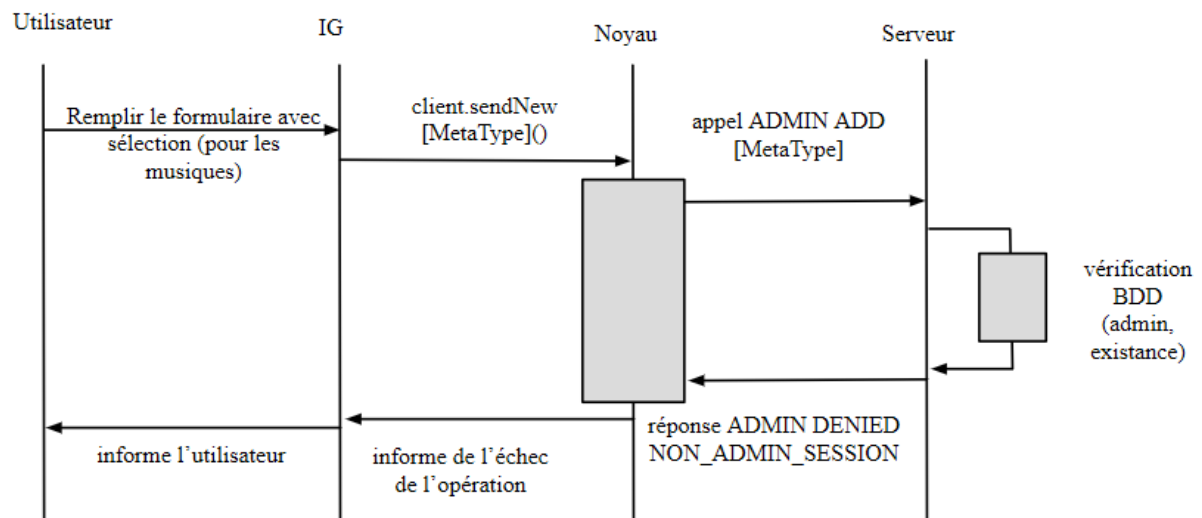 Utilisateur
IG
Noyau
Serveur
Remplir le formulaire avec
sélection (pour les
musiques)
client.sendNew
[MetaType]()
appel ADMIN ADD
[MetaType]
vérification
BDD
(admin,
existance)
réponse ADMIN DENIED
NON_ADMIN_SESSION
informe de l’échec
de l’opération
informe l’utilisateur